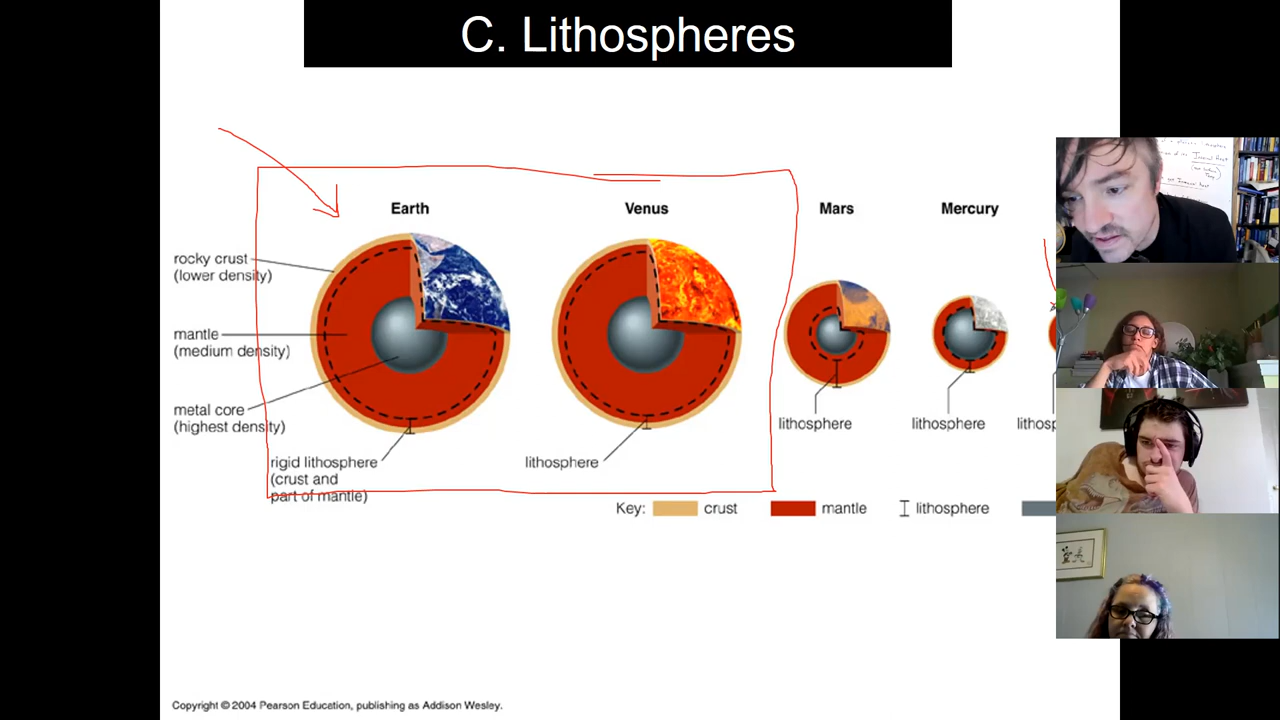 C. Lithospheres
Earth
Venus
Mars
Mercury
rocky crust
(lower density)
mantle
(medium density)
metal core
(highest density)
rigid lithosphere
(crust and
part of mantle)
lithosphere
lithosphere
lithosphere
Key: crust mantle lithosphere
Copyright © 2004 Pearson Education, publishing as Addison Wesley.
Internal Heat